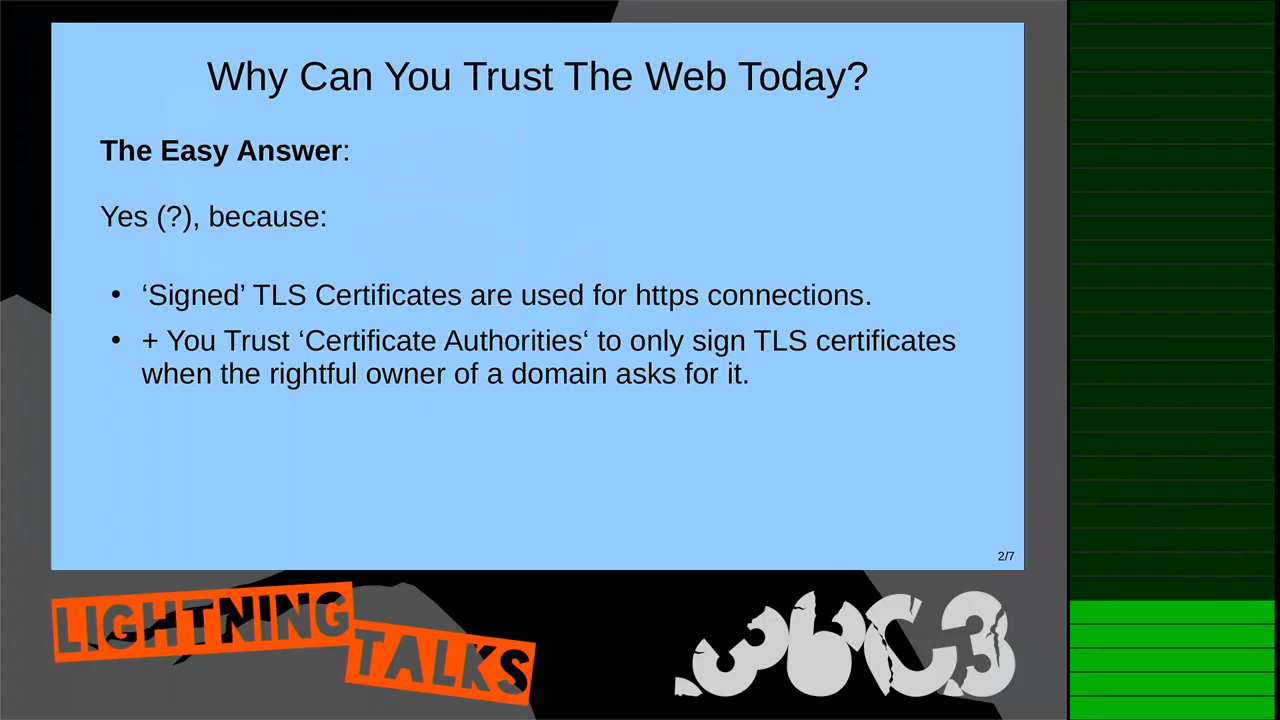 Why Can You Trust The Web Today?
The Easy Answer:
Yes (?), because:
• ‘Signed’ TLS Certificates are used for https connections.
• + You Trust ‘Certificate Authorities‘ to only sign TLS certificates
when the rightful owner of a domain asks for it.
2/7
LIGHTNING
TALKS
.36C3